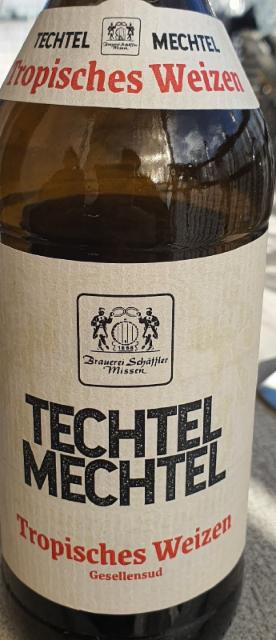 TECHTEL MECHTEL
Tropisches Weizen
1868
Brauerei Schäffler
Missen
TECHTEL
MECHTEL
Tropisches Weizen
Gesellensud